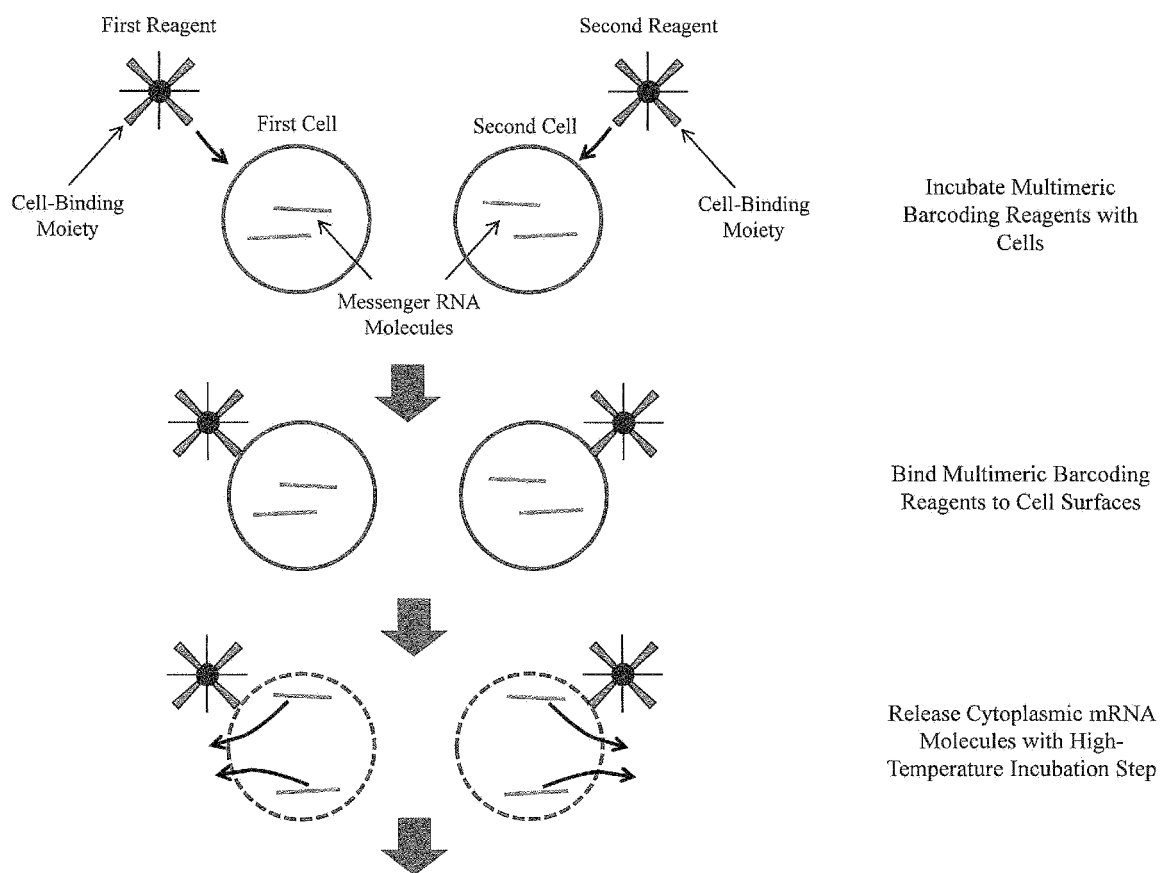 First Reagent
Second Reagent
First Cell
Second Cell
Cell-Binding
Moiety
Cell-Binding
Moiety
Messenger RNA
Molecules
Incubate Multimeric
Barcoding Reagents with
Cells
Bind Multimeric Barcoding
Reagents to Cell Surfaces
Release Cytoplasmic mRNA
Molecules with High-
Temperature Incubation Step